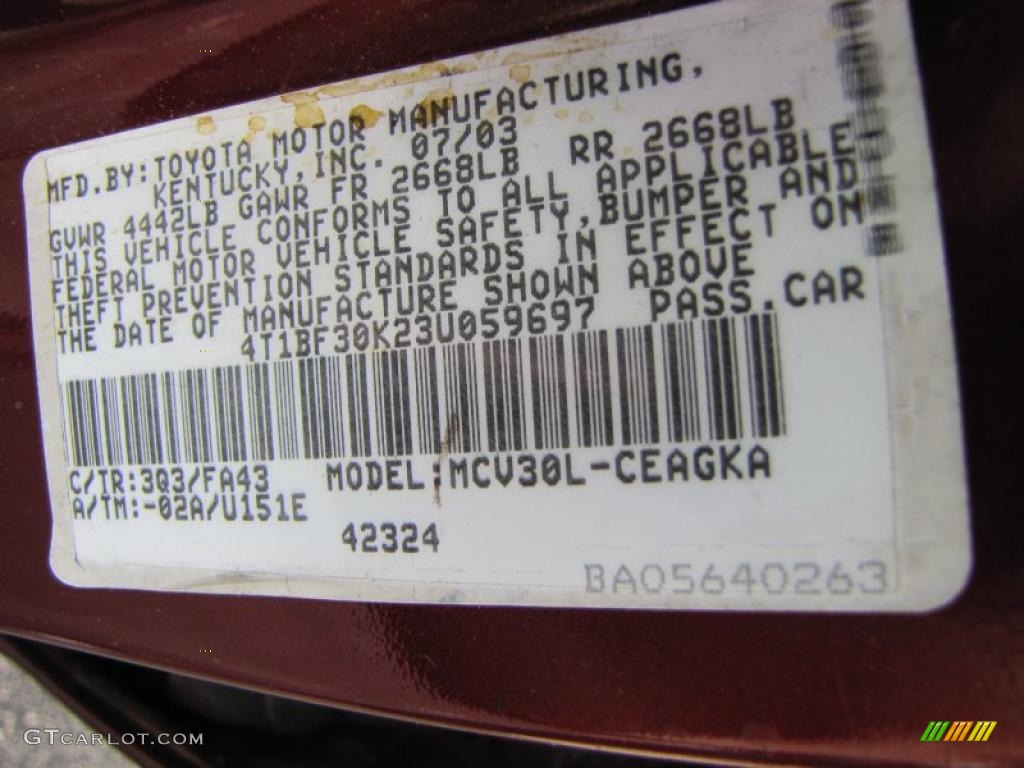 MFD.BY:TOYOTA MOTOR MANUFACTURING,
KENTUCKY,INC. 07/03
GVWR 4442LB GAWR FR 2668LB RR 2668LB
THIS VEHICLE CONFORMS TO ALL APPLICABLE
FEDERAL MOTOR VEHICLE SAFETY,BUMPER AND
THEFT PREVENTION STANDARDS IN EFFECT ON
THE DATE OF MANUFACTURE SHOWN ABOVE
4T1BF30K23U059697 PASS.CAR
C/TR:3Q3/FA43 MODEL:MCV30L-CEAGKA
A/TM:-02A/U151E
42324
BA05640263
GTCARLOT.COM